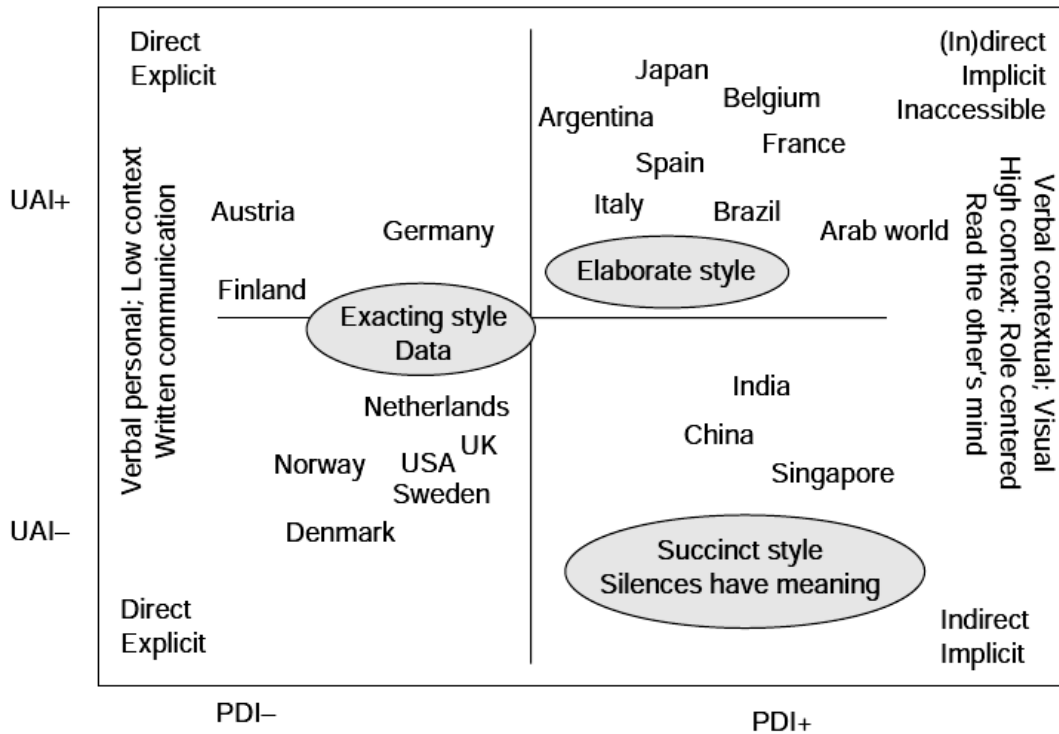 Direct
Explicit
(In)direct
Implicit
Inaccessible
Japan
Belgium
Argentina
France
Spain
UAI+
Austria
Italy
Brazil
Germany
Arab world
Elaborate style
Finland
Exacting style
Data
Verbal personal; Low context
Written communication
Verbal contextual; Visual
High context; Role centered
Read the other's mind
India
Netherlands
China
UK
Norway
USA
Singapore
Sweden
UAI–
Denmark
Succinct style
Silences have meaning
Direct
Explicit
Indirect
Implicit
PDI–
PDI+